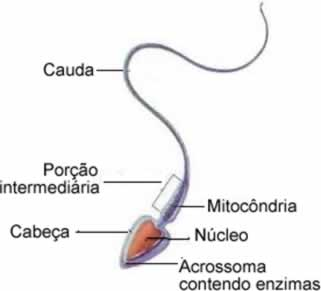 Cauda
Porção
intermediária
Mitocôndria
Cabeça
Núcleo
Acrossoma
contendo enzimas